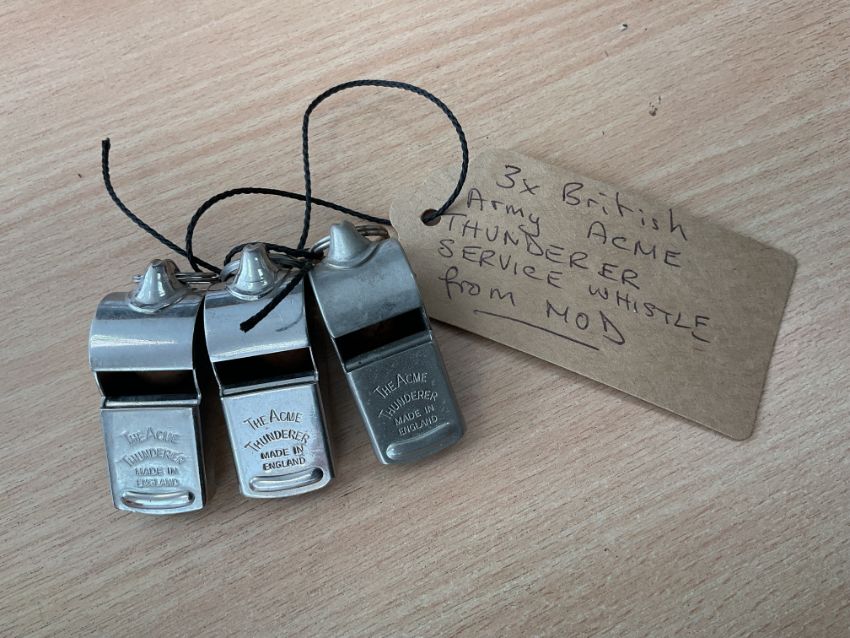 3x British
Army ACME
THUNDERER
SERVICE WHISTLE
from MOD
THE ACME
THUNDERER
MADE IN
ENGLAND
THE ACME
THUNDERER
MADE IN
ENGLAND
THE ACME
THUNDERER
MADE IN
ENGLAND